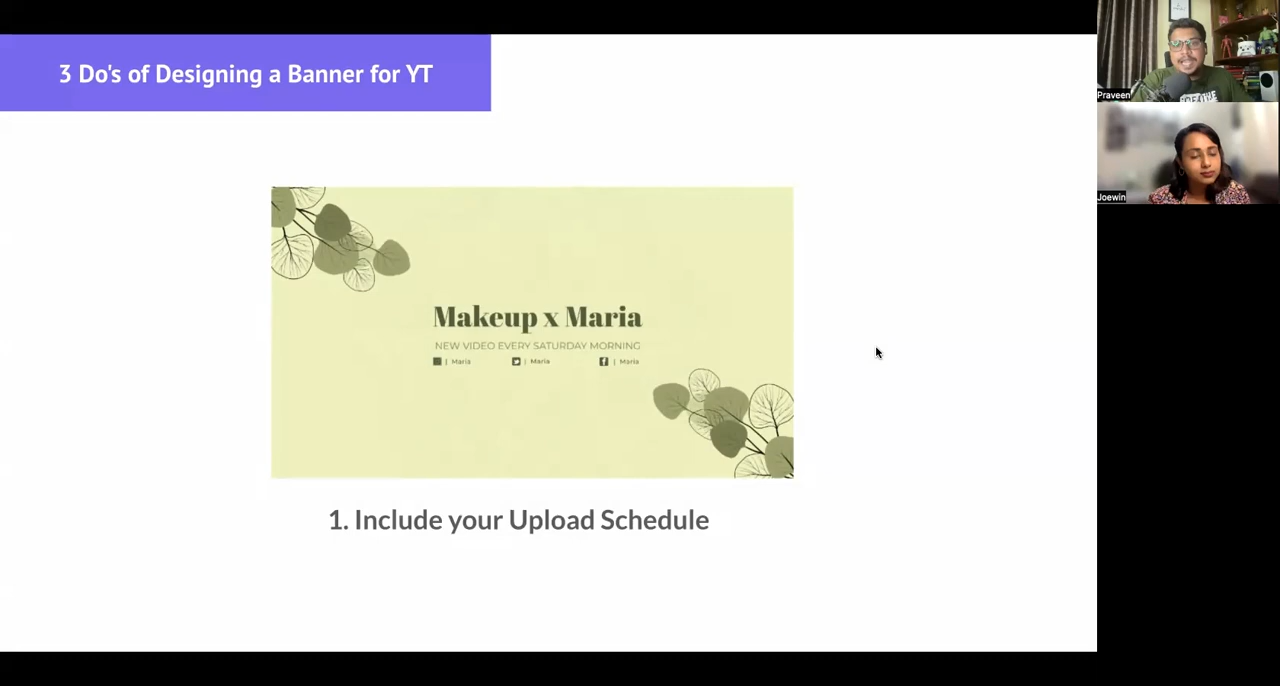 3 Do's of Designing a Banner for YT
Makeup x Maria
NEW VIDEO EVERY SATURDAY MORNING
| Maria | Maria | Maria
1. Include your Upload Schedule
Praveen
Joewin